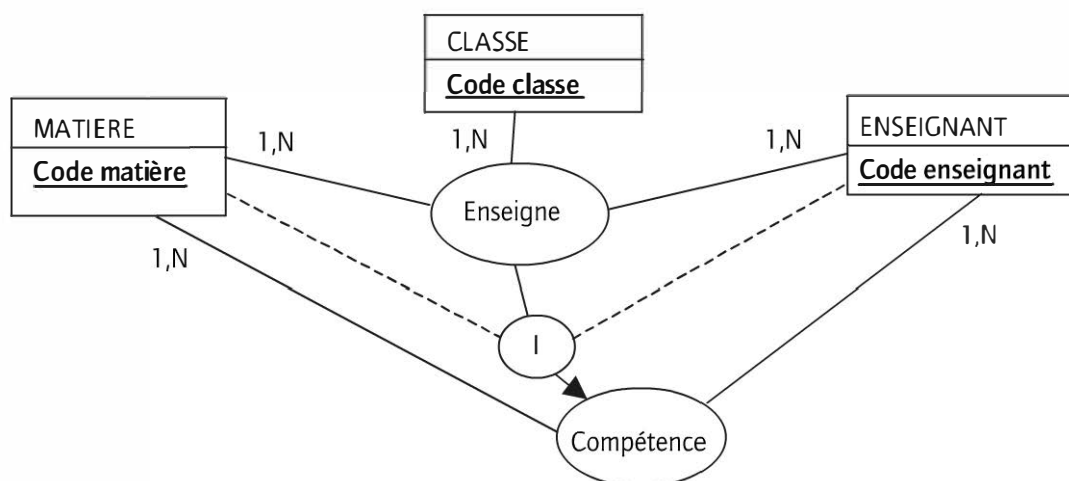 CLASSE
Code classe
MATIERE
Code matière
ENSEIGNANT
Code enseignant
1,N
1,N
1,N
Enseigne
1,N
1,N
I
Compétence